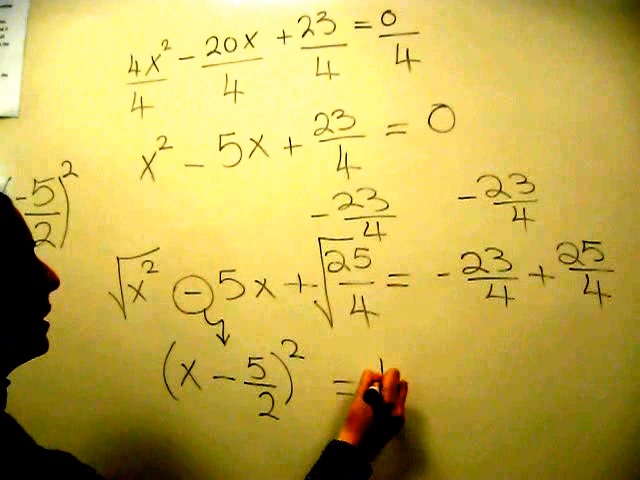 4x²/4 - 20x/4 + 23/4 = 0/4
x² - 5x + 23/4 = 0
(-5/2)²
-23/4 -23/4
√x² - 5x + √25/4 = -23/4 + 25/4
(x - 5/2)² =